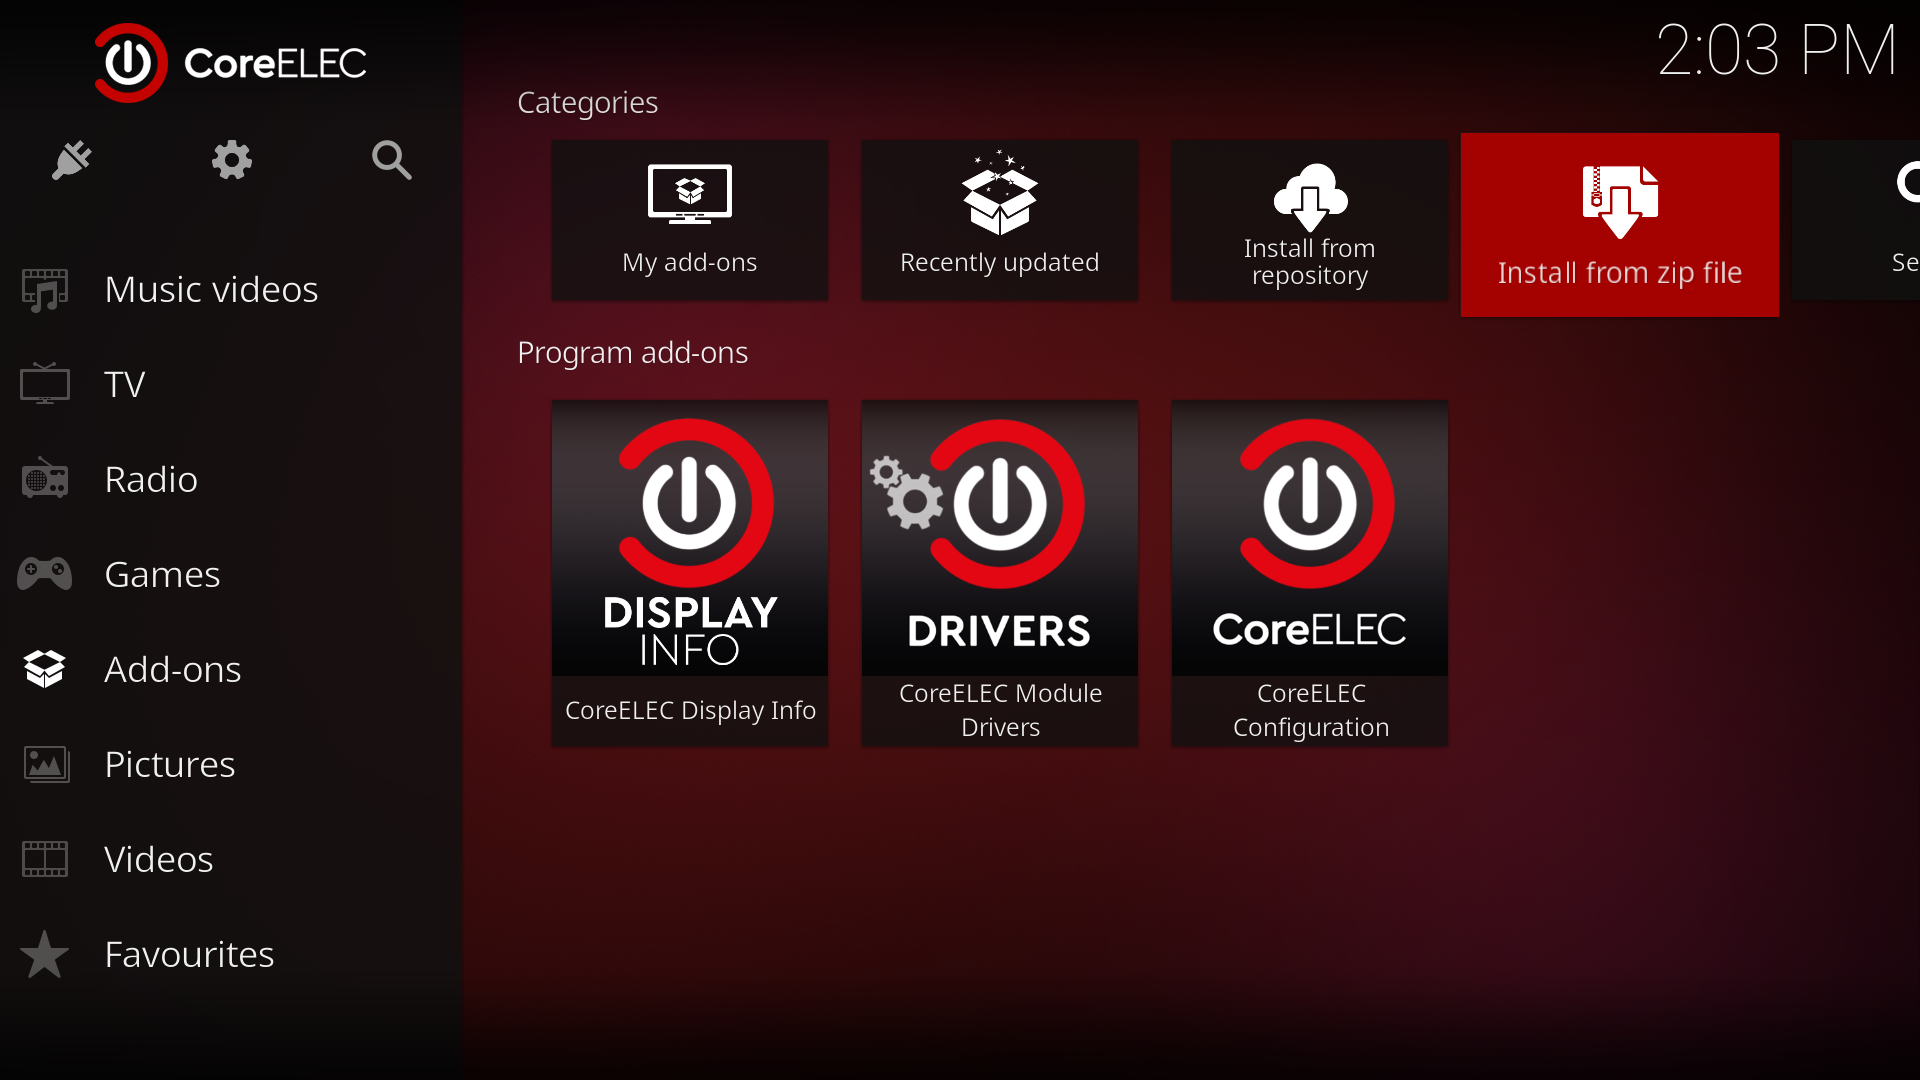 CoreELEC
2:03 PM
Music videos
TV
Radio
Games
Add-ons
Pictures
Videos
Favourites
Categories
My add-ons
Recently updated
Install from
repository
Install from zip file
Se
Program add-ons
DISPLAY
INFO
CoreELEC Display Info
DRIVERS
CoreELEC Module
Drivers
CoreELEC
CoreELEC
Configuration